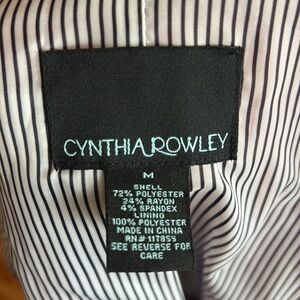 CYNTHIA ROWLEY
M
SHELL
72% POLYESTER
24% RAYON
4% SPANDEX
LINING
100% POLYESTER
MADE IN CHINA
RN# 117855
SEE REVERSE FOR
CARE